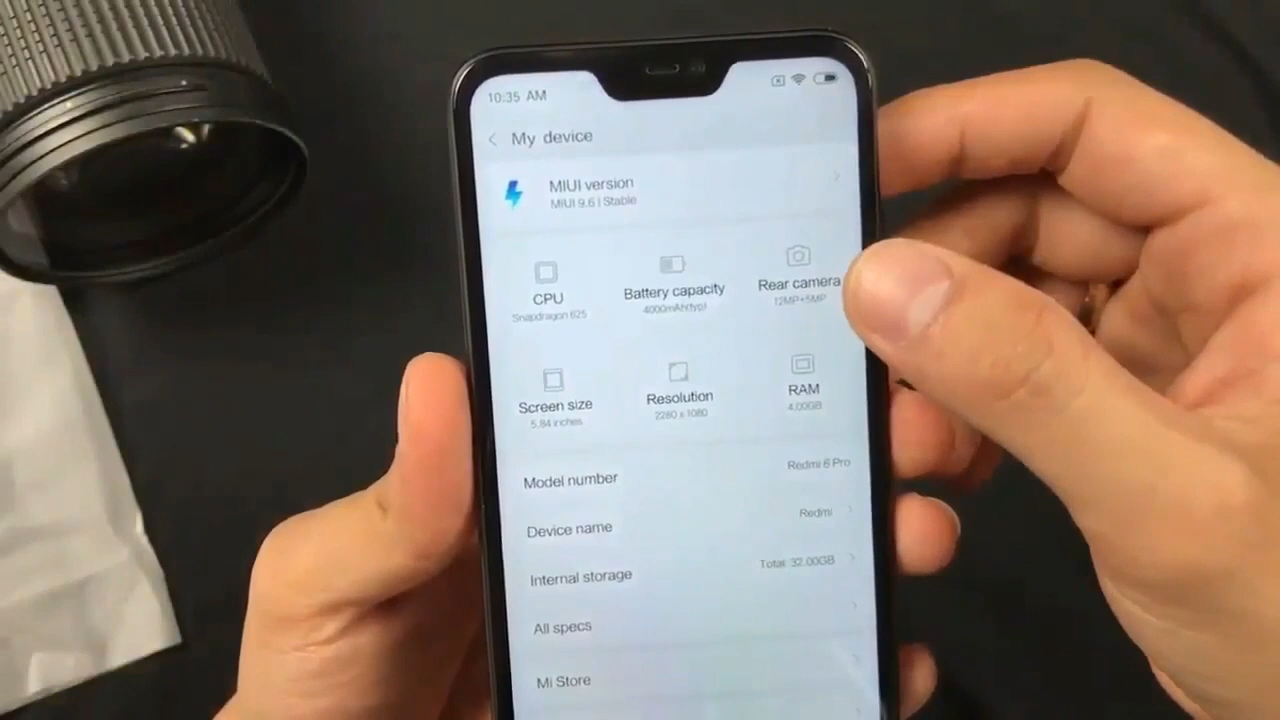 10:35 AM
My device
MIUI version
MIUI 9.6 | Stable
CPU
Snapdragon 625
Battery capacity
4000mAh(typ)
Rear camera
12MP+5MP
Screen size
5.84 inches
Resolution
2280 x 1080
RAM
4.00GB
Model number
Redmi 6 Pro
Device name
Redmi
Internal storage
Total: 32.00GB
All specs
Mi Store